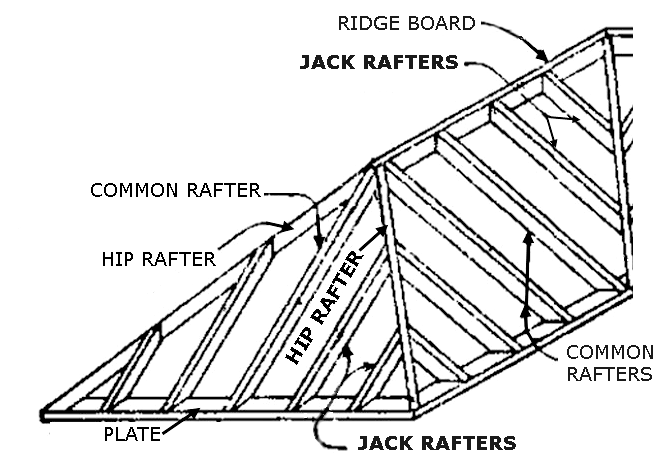 RIDGE BOARD
JACK RAFTERS
COMMON RAFTER
HIP RAFTER
HIP RAFTER
COMMON
RAFTERS
PLATE
JACK RAFTERS